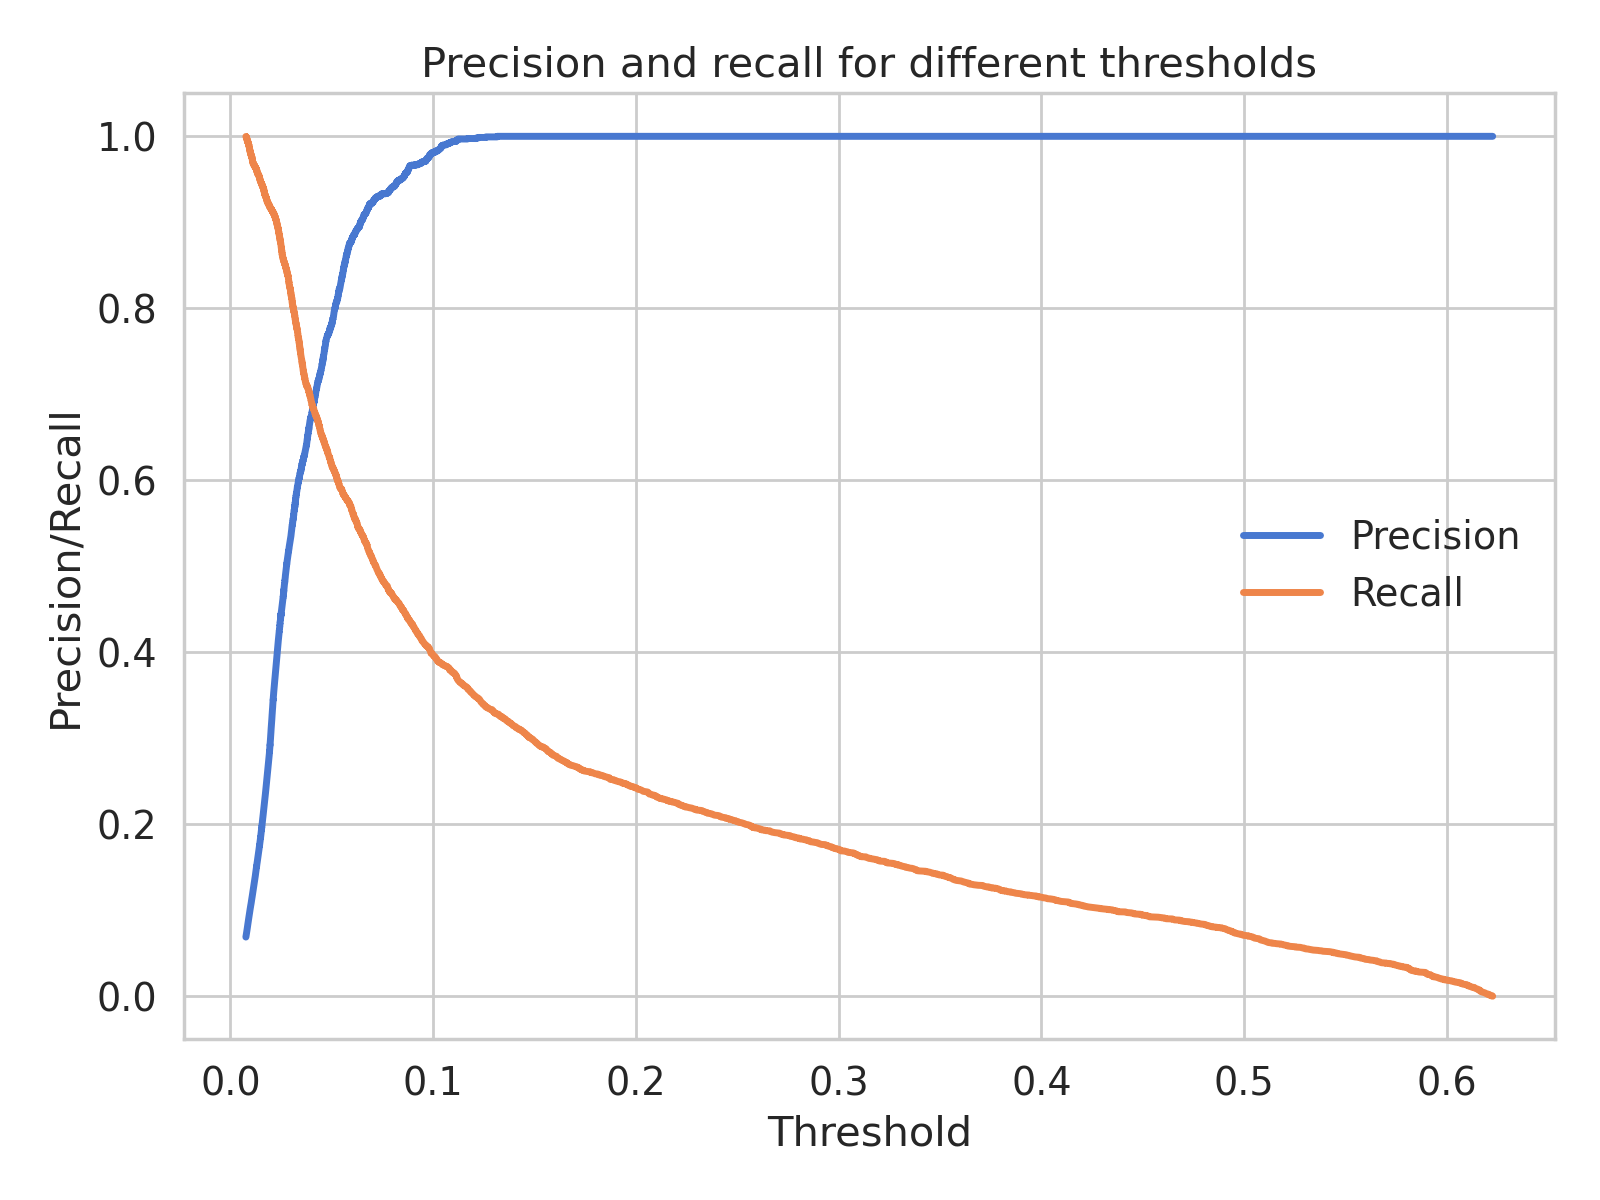 Precision and recall for different thresholds
1.0
0.8
0.6
0.4
0.2
0.0
Precision/Recall
Precision
Recall
0.0 0.1 0.2 0.3 0.4 0.5 0.6
Threshold